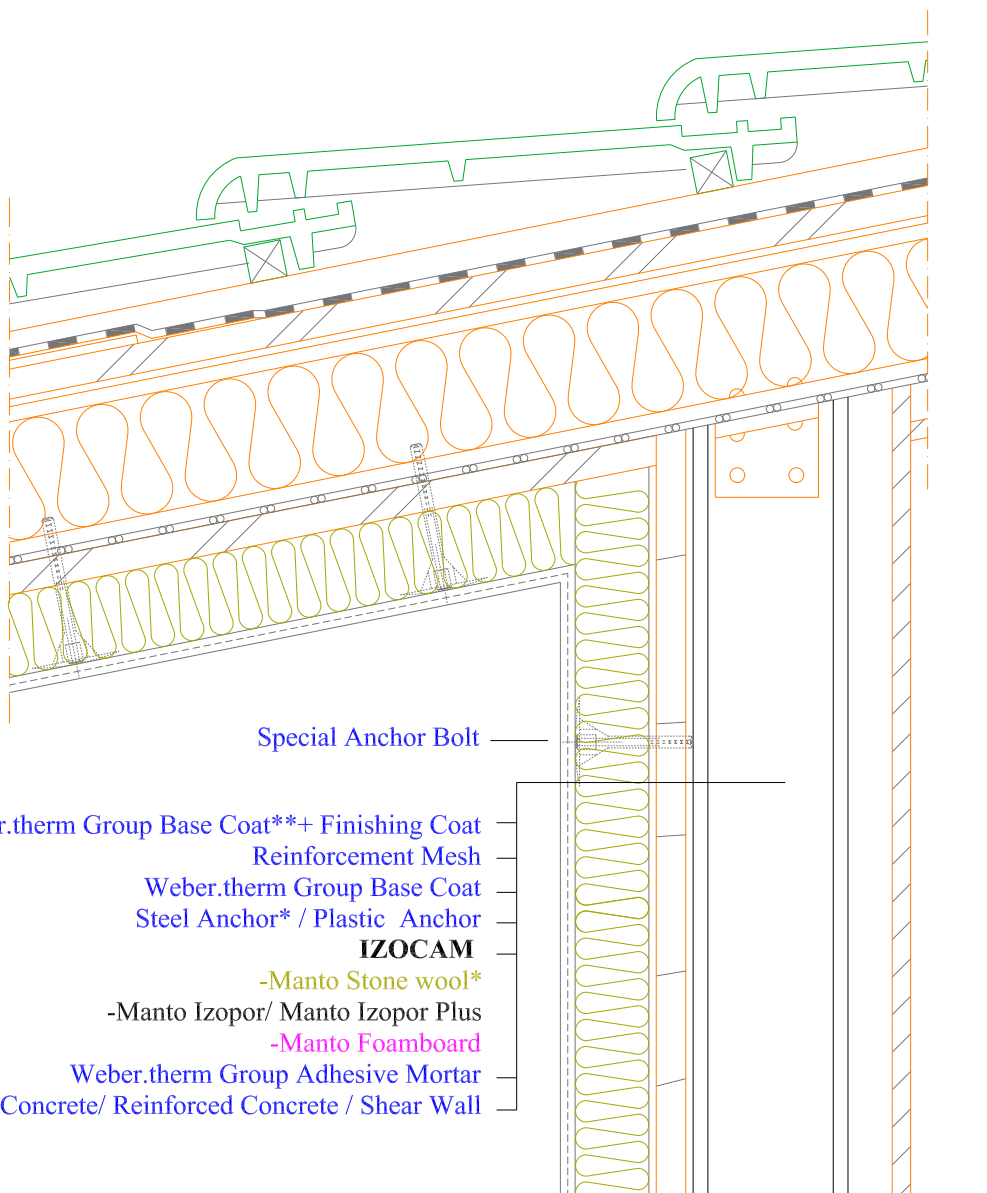 Special Anchor Bolt
r.therm Group Base Coat**+ Finishing Coat
Reinforcement Mesh
Weber.therm Group Base Coat
Steel Anchor* / Plastic Anchor
IZOCAM
-Manto Stone wool*
-Manto Izopor/ Manto Izopor Plus
-Manto Foamboard
Weber.therm Group Adhesive Mortar
Concrete/ Reinforced Concrete / Shear Wall